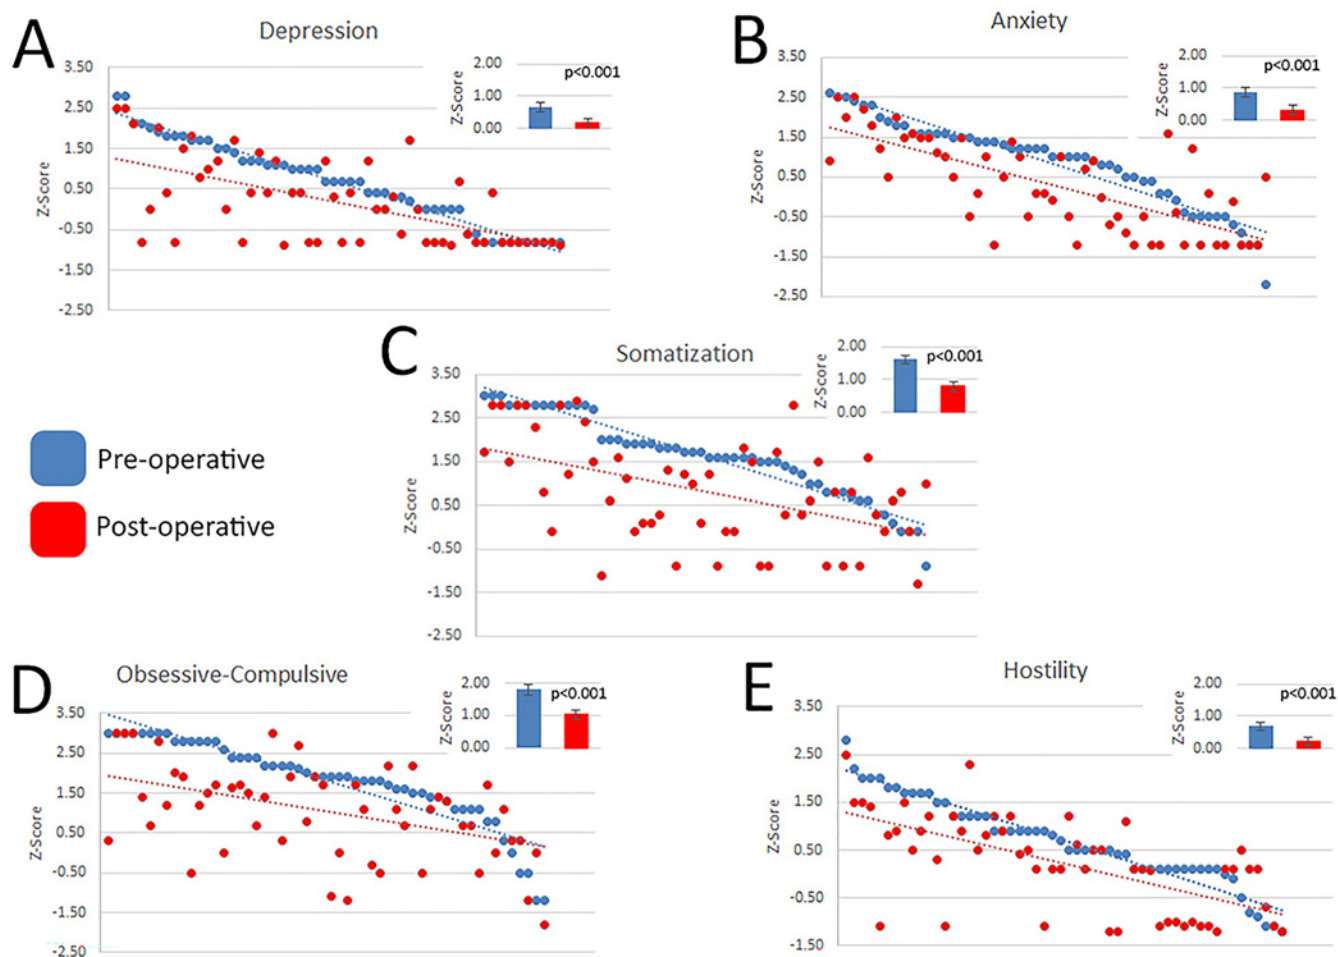 A
Depression
3.50
2.50
1.50
0.50
-0.50
-1.50
-2.50
Z-Score
2.00
1.00
0.00
Z-Score
p<0.001
B
Anxiety
3.50
2.50
1.50
0.50
-0.50
-1.50
-2.50
Z-Score
2.00
1.00
0.00
Z-Score
p<0.001
C
Somatization
3.50
2.50
1.50
0.50
-0.50
-1.50
-2.50
Z-Score
2.00
1.00
0.00
Z-Score
p<0.001
Pre-operative
Post-operative
D
Obsessive-Compulsive
3.50
2.50
1.50
0.50
-0.50
-1.50
-2.50
Z-Score
2.00
1.00
0.00
Z-Score
p<0.001
E
Hostility
3.50
2.50
1.50
0.50
-0.50
-1.50
Z-Score
2.00
1.00
0.00
Z-Score
p<0.001